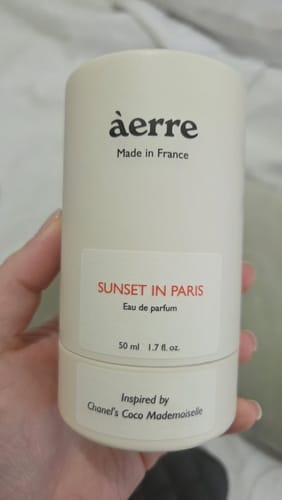 àerre
Made in France
SUNSET IN PARIS
Eau de parfum
50 ml 1.7 fl. oz.
Inspired by
Chanel's Coco Mademoiselle